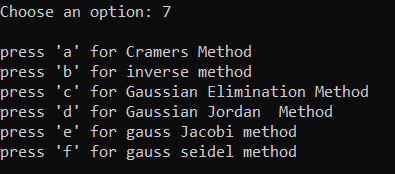 Choose an option: 7
press 'a' for Cramers Method
press 'b' for inverse method
press 'c' for Gaussian Elimination Method
press 'd' for Gaussian Jordan  Method
press 'e' for gauss Jacobi method
press 'f' for gauss seidel method